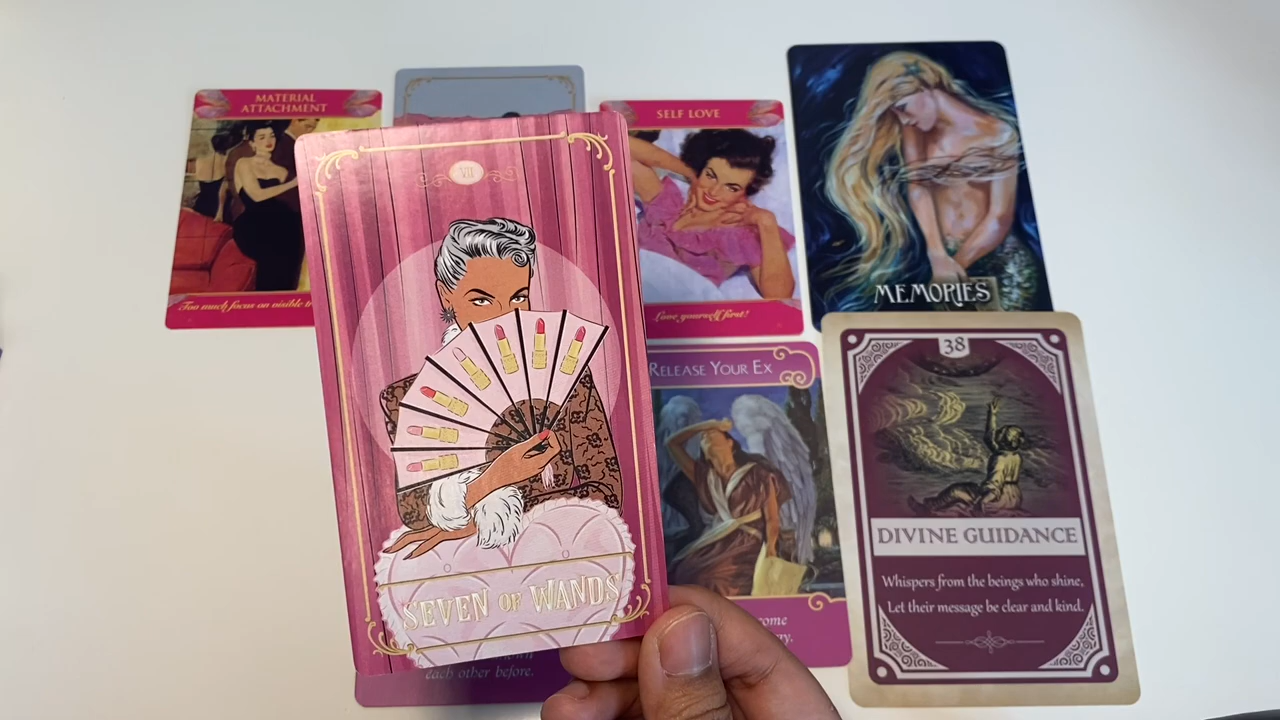 MATERIAL
ATTACHMENT
Too much focus on visible
VII
SEVEN OF WANDS
each other before.
SELF LOVE
Love yourself first!
MEMORIES
RELEASE YOUR EX
38
DIVINE GUIDANCE
Whispers from the beings who shine,
Let their message be clear and kind.